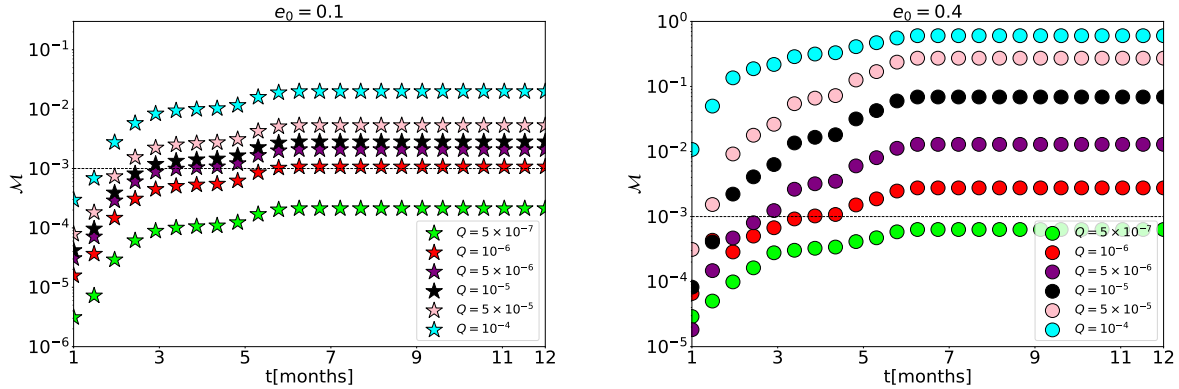 e₀ = 0.1
10⁻¹
10⁻²
10⁻³
10⁻⁴
10⁻⁵
10⁻⁶
ℳ
Q = 5 × 10⁻⁷
Q = 10⁻⁶
Q = 5 × 10⁻⁶
Q = 10⁻⁵
Q = 5 × 10⁻⁵
Q = 10⁻⁴
1 3 5 7 9 11 12
t[months]
e₀ = 0.4
10⁰
10⁻¹
10⁻²
10⁻³
10⁻⁴
10⁻⁵
ℳ
Q = 5 × 10⁻⁷
Q = 10⁻⁶
Q = 5 × 10⁻⁶
Q = 10⁻⁵
Q = 5 × 10⁻⁵
Q = 10⁻⁴
1 3 5 7 9 11 12
t[months]